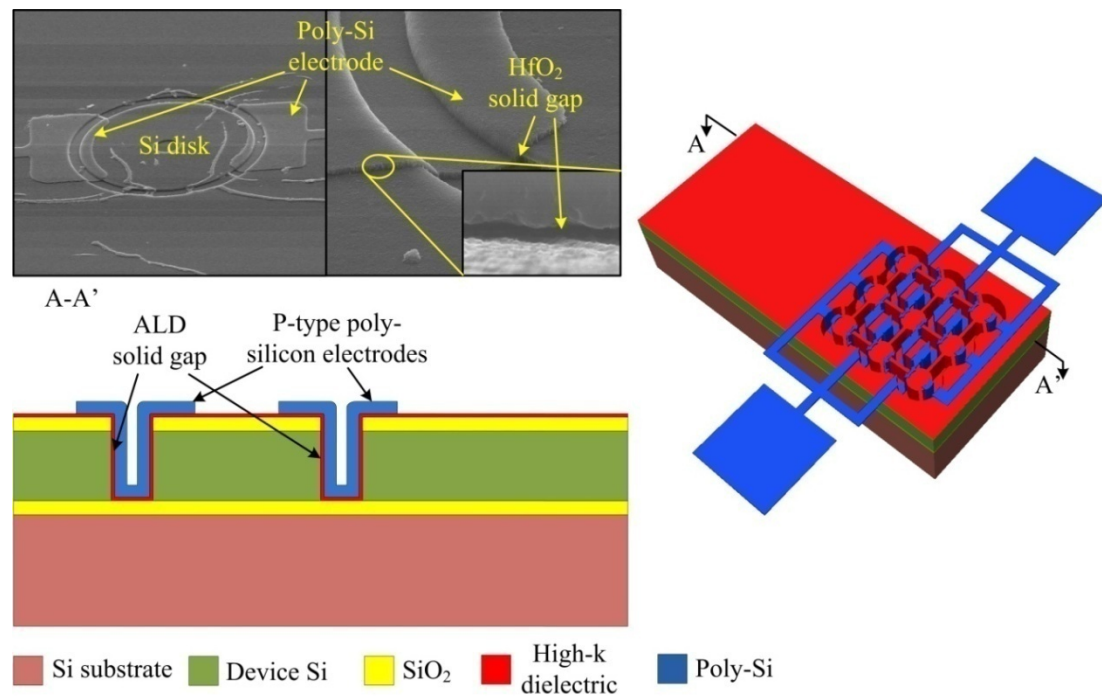 Poly-Si
electrode
Si disk
HfO₂
solid gap
A
A'
A-A’
ALD
solid gap
P-type poly-
silicon electrodes
Si substrate
Device Si
SiO₂
High-k
dielectric
Poly-Si